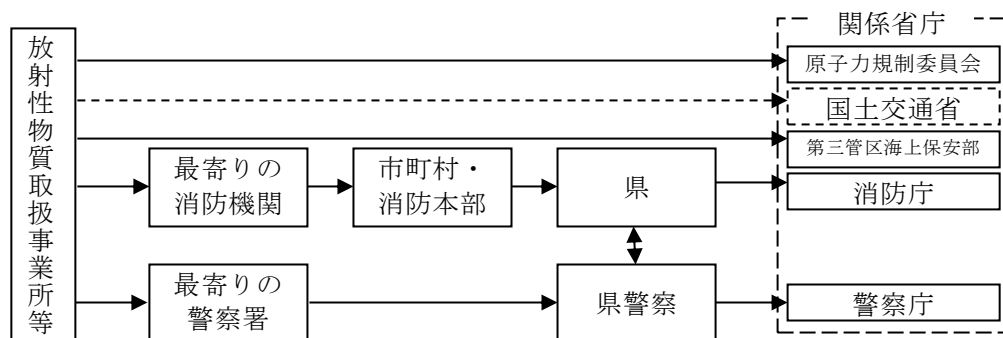 関係省庁
放射性物質取扱事業所等
原子力規制委員会
国土交通省
第三管区海上保安部
最寄りの
消防機関
市町村・
消防本部
県
消防庁
最寄りの
警察署
県警察
警察庁